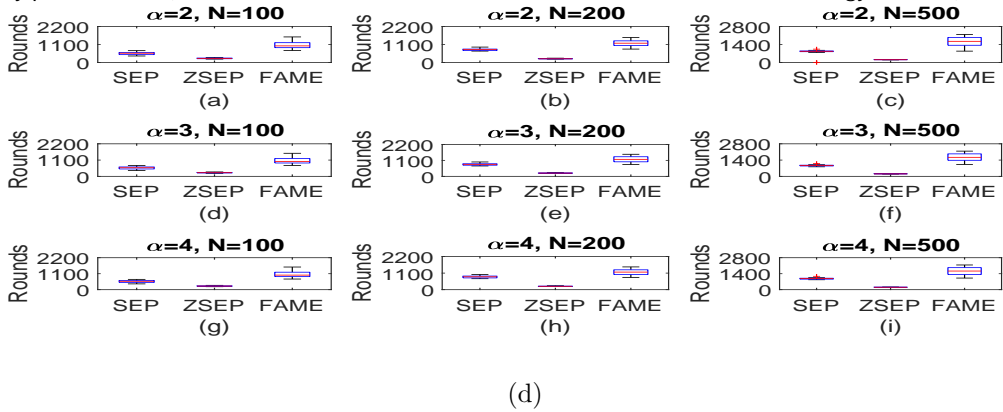 α=2, N=100
Rounds
2200
1100
0
SEP ZSEP FAME
(a)
α=2, N=200
2200
1100
0
SEP ZSEP FAME
(b)
α=2, N=500
Rounds
2800
1400
0
SEP ZSEP FAME
(c)
α=3, N=100
Rounds
2200
1100
0
SEP ZSEP FAME
(d)
α=3, N=200
2200
1100
0
SEP ZSEP FAME
(e)
α=3, N=500
Rounds
2800
1400
0
SEP ZSEP FAME
(f)
α=4, N=100
Rounds
2200
1100
0
SEP ZSEP FAME
(g)
α=4, N=200
2200
1100
0
SEP ZSEP FAME
(h)
α=4, N=500
Rounds
2800
1400
0
SEP ZSEP FAME
(i)
(d)